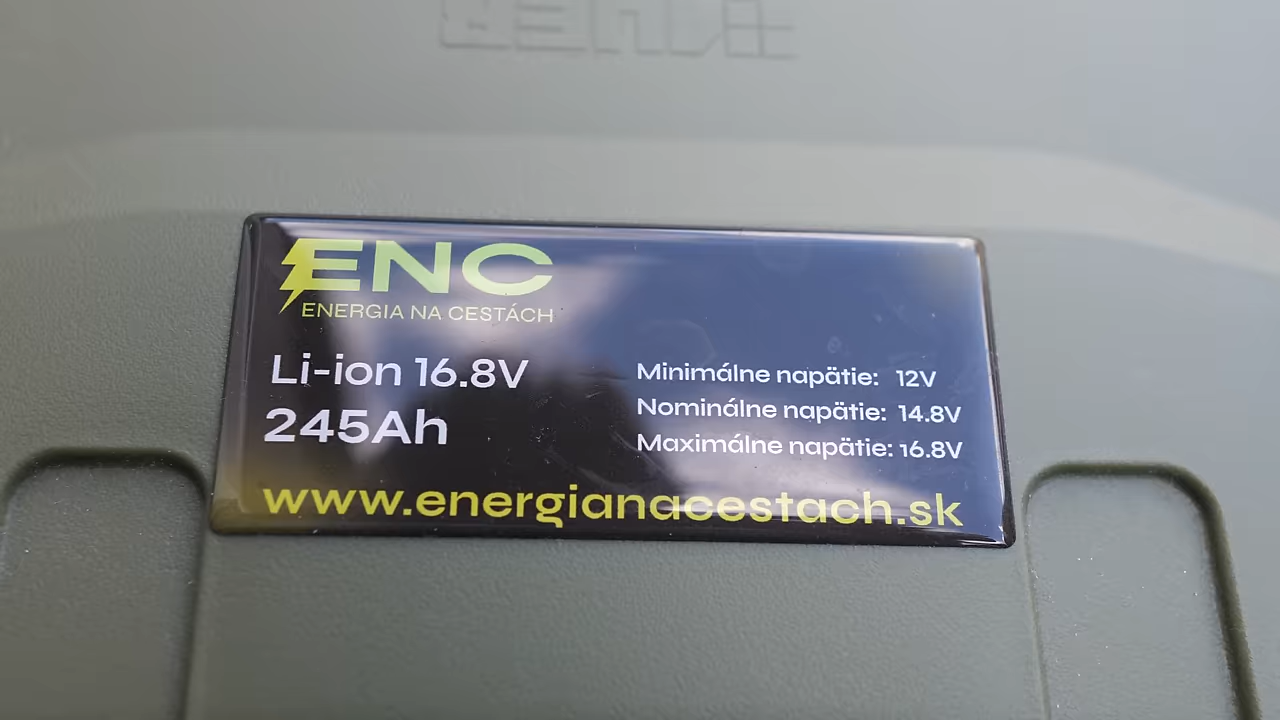 ENC
ENERGIA NA CESTÁCH
Li-ion 16.8V
245Ah
Minimálne napätie: 12V
Nominálne napätie: 14.8V
Maximálne napätie: 16.8V
www.energianacestach.sk